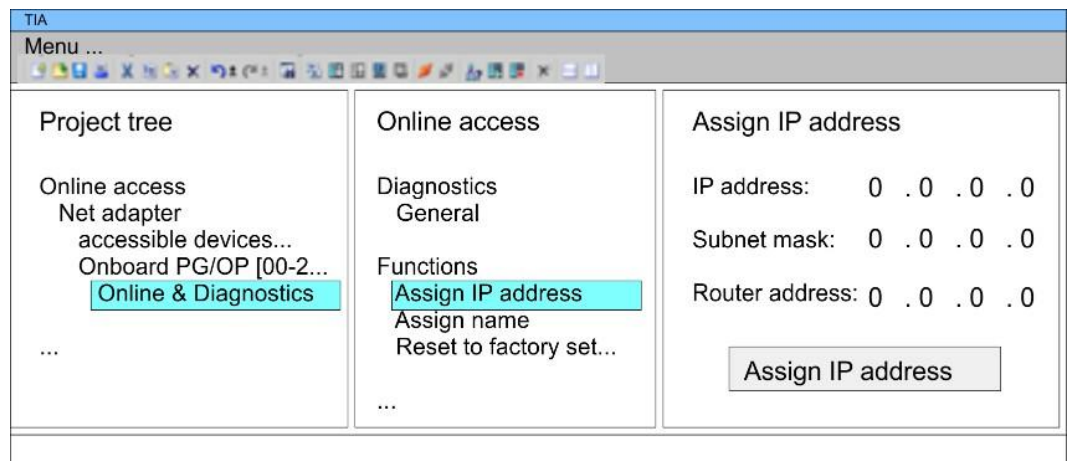 TIA
Menu ...
Project tree
Online access
Net adapter
accessible devices...
Onboard PG/OP [00-2...
Online & Diagnostics
...
Online access
Diagnostics
General
Functions
Assign IP address
Assign name
Reset to factory set...
...
Assign IP address
IP address: 0 . 0 . 0 . 0
Subnet mask: 0 . 0 . 0 . 0
Router address: 0 . 0 . 0 . 0
Assign IP address